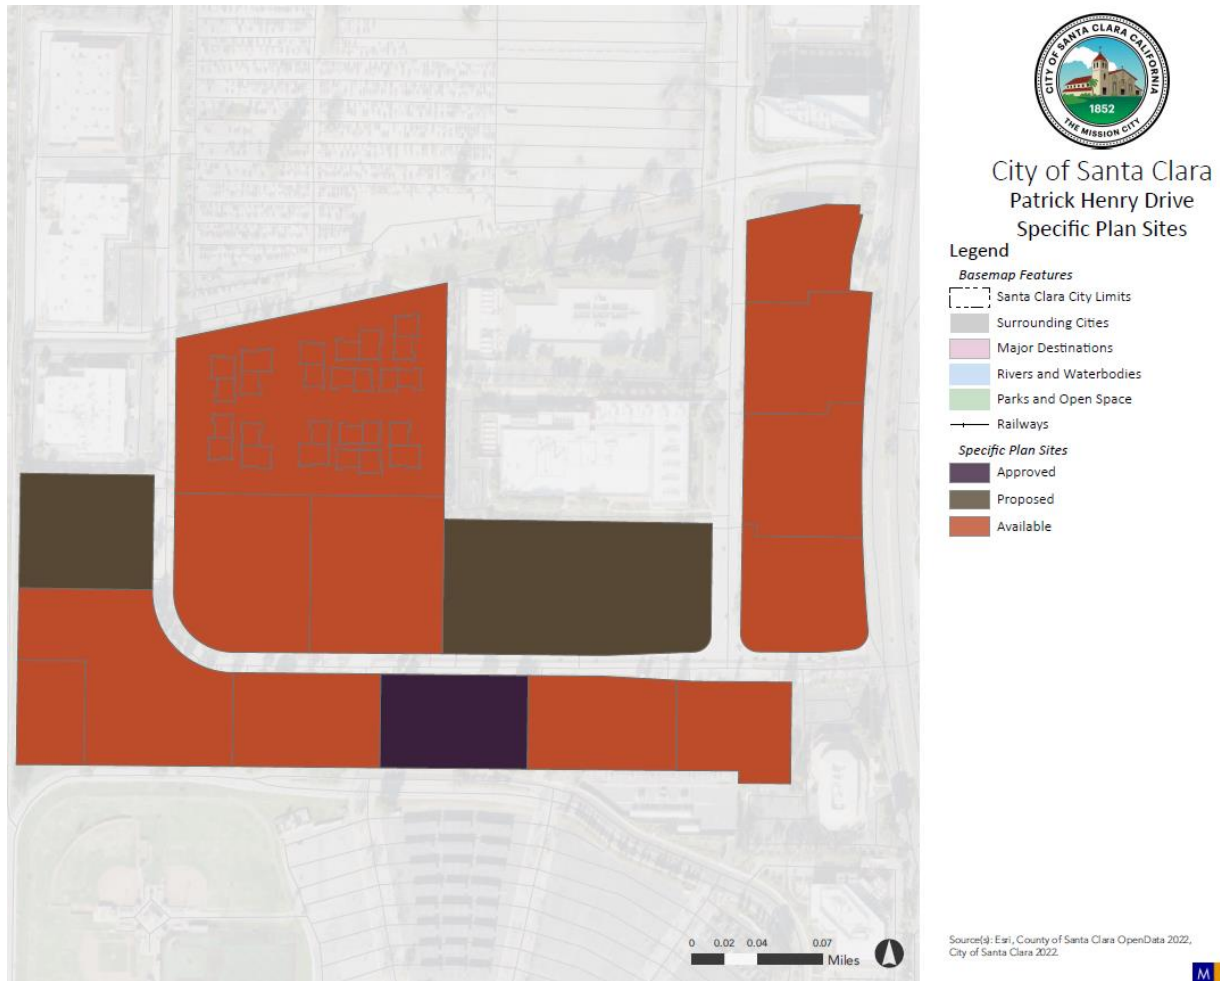 CITY OF SANTA CLARA CALIFORNIA
1852
THE MISSION CITY
City of Santa Clara
Patrick Henry Drive
Specific Plan Sites
Legend
Basemap Features
Santa Clara City Limits
Surrounding Cities
Major Destinations
Rivers and Waterbodies
Parks and Open Space
Railways
Specific Plan Sites
Approved
Proposed
Available
0 0.02 0.04 0.07
Miles
Source(s): Esri, County of Santa Clara OpenData 2022,
City of Santa Clara 2022.
M